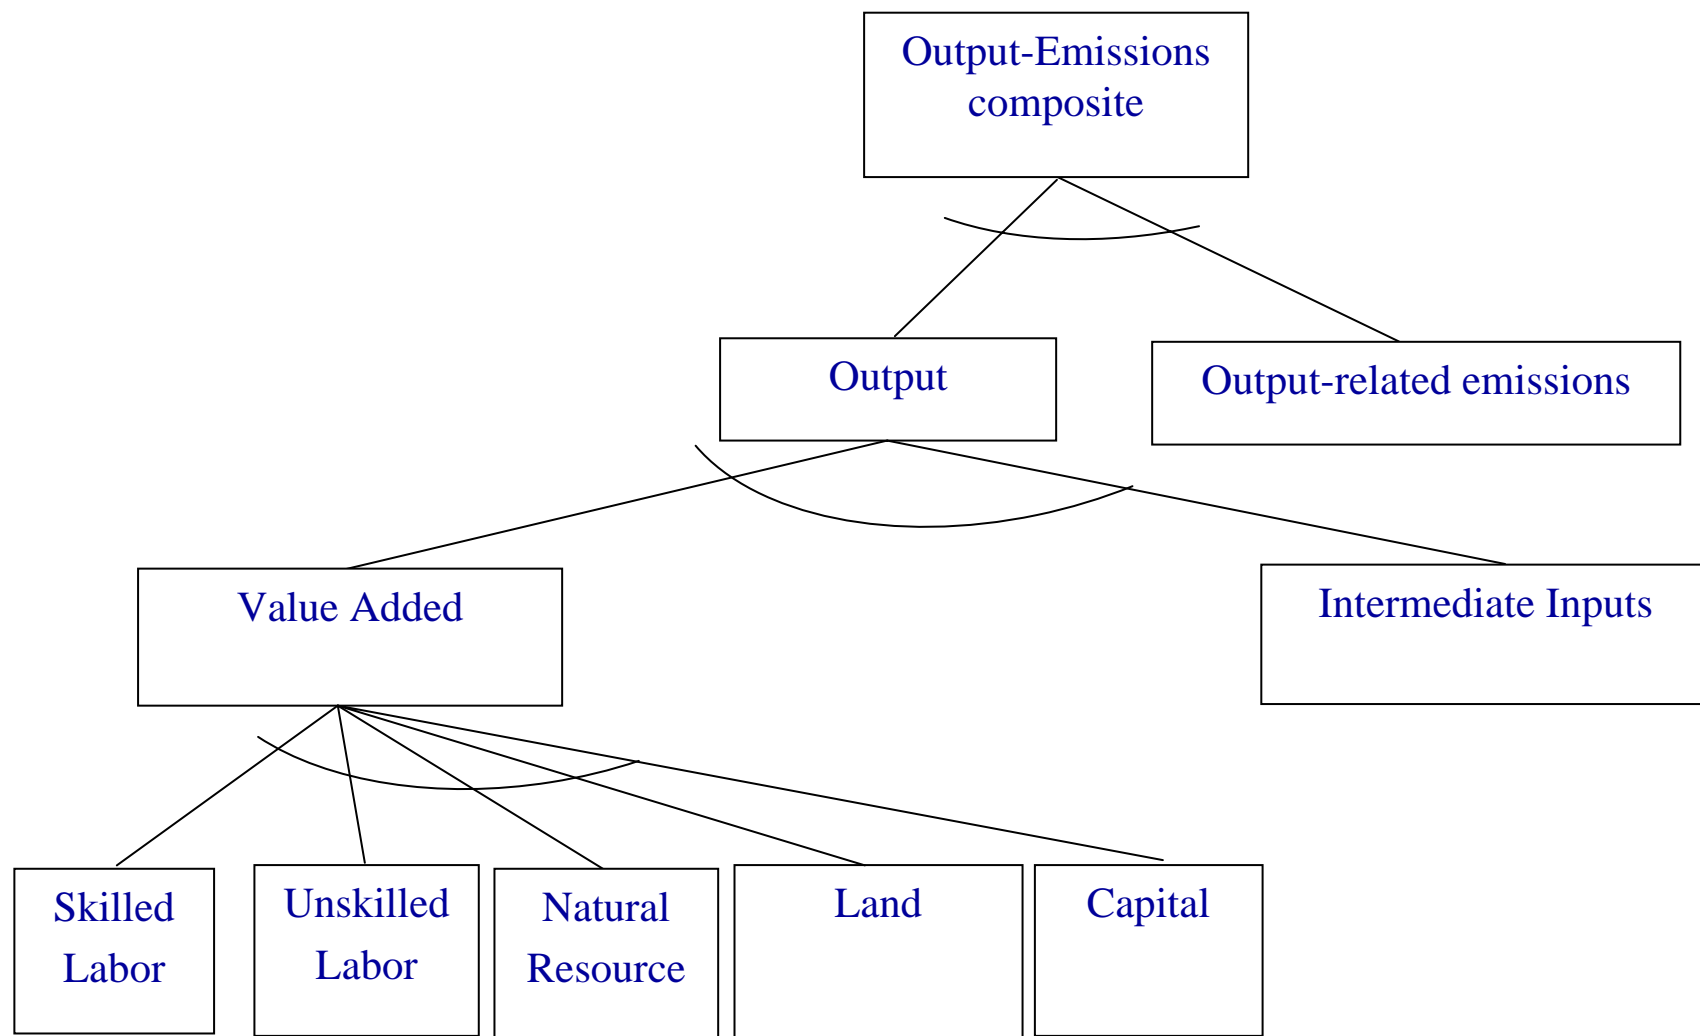 Output-Emissions
composite
Output
Output-related emissions
Value Added
Intermediate Inputs
Skilled
Labor
Unskilled
Labor
Natural
Resource
Land
Capital